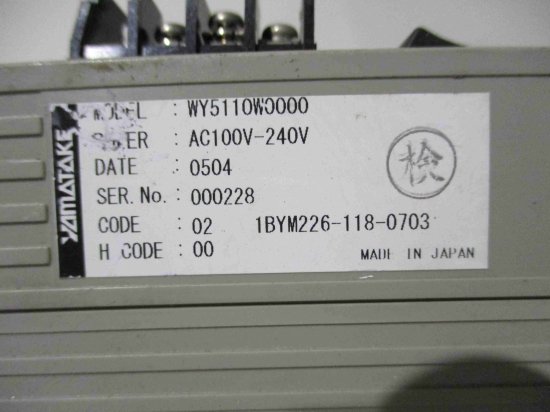 YAMATAKE
MODEL : WY5110W0000
POWER : AC100V-240V
DATE : 0504
SER. No. : 000228
CODE : 02 1BYM226-118-0703
H CODE : 00
検
MADE IN JAPAN